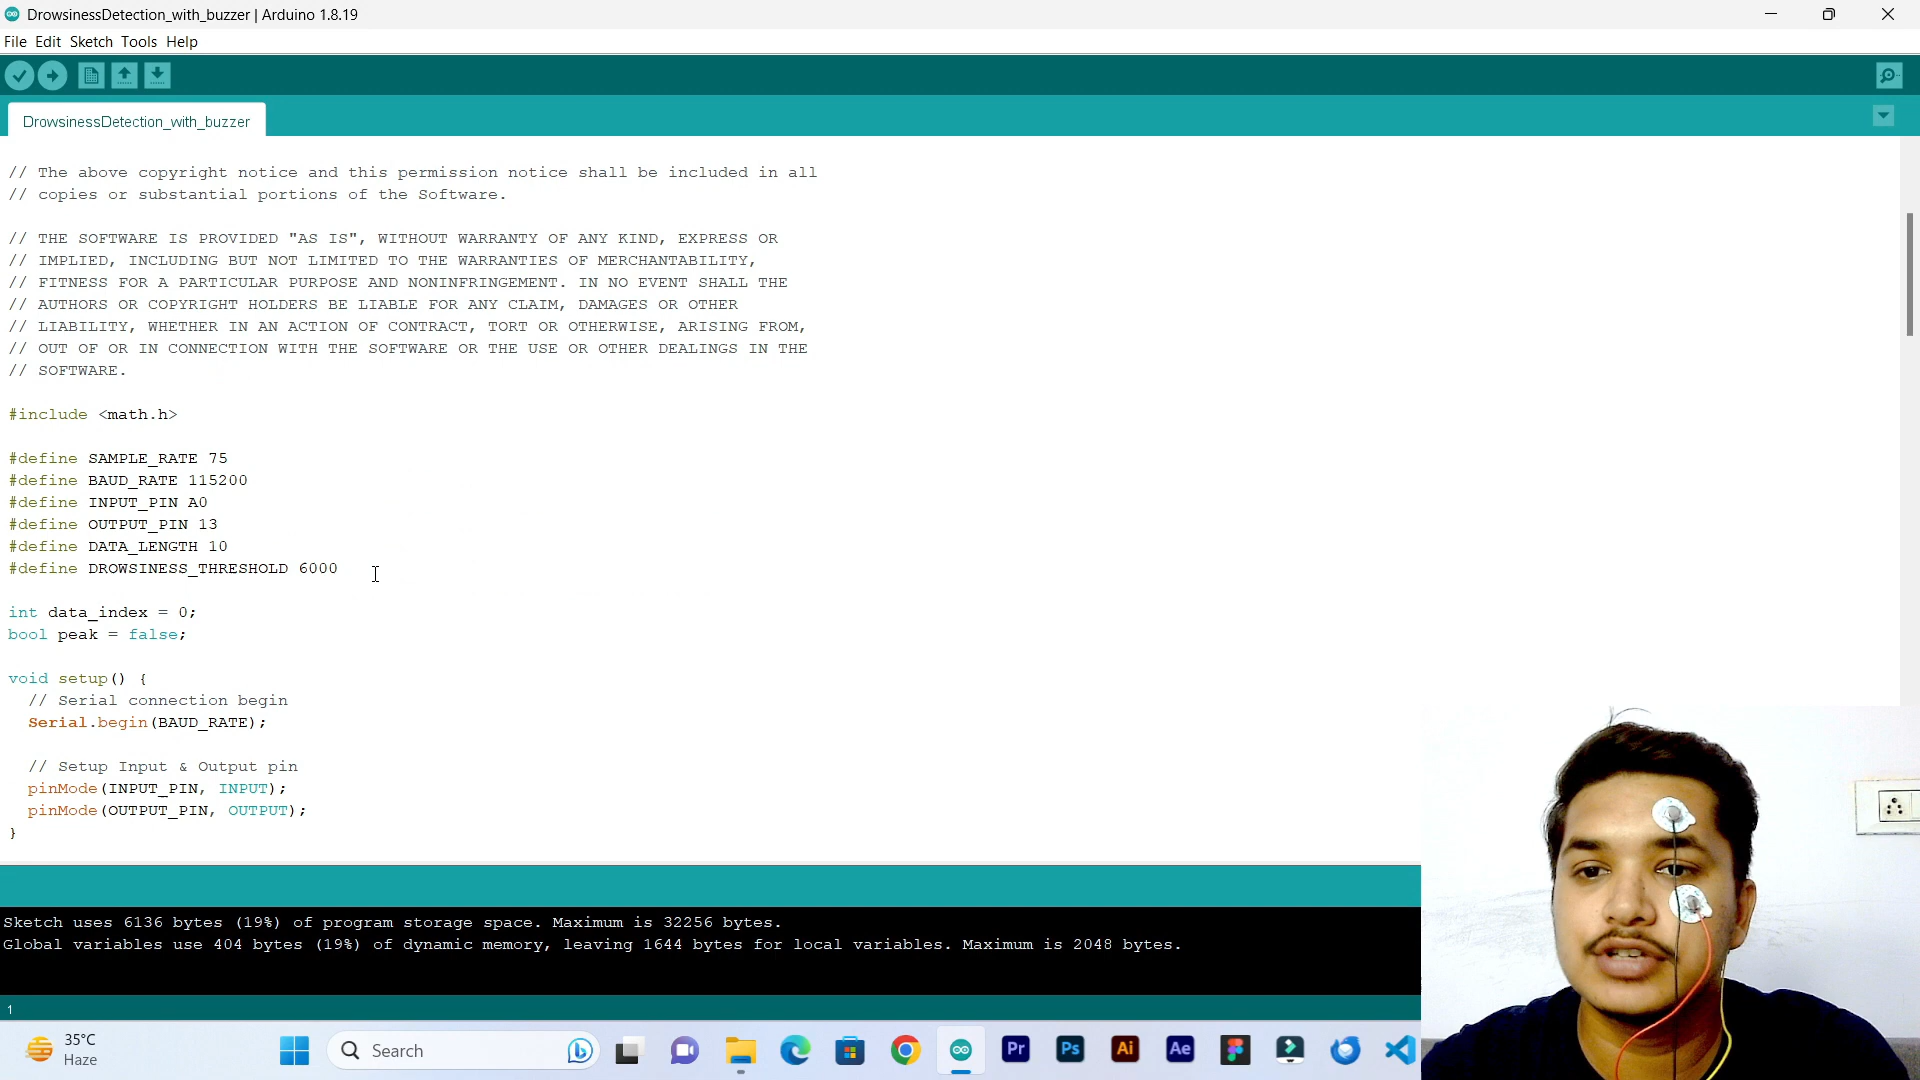 DrowsinessDetection_with_buzzer | Arduino 1.8.19
File Edit Sketch Tools Help
DrowsinessDetection_with_buzzer
// The above copyright notice and this permission notice shall be included in all
// copies or substantial portions of the Software.
// THE SOFTWARE IS PROVIDED "AS IS", WITHOUT WARRANTY OF ANY KIND, EXPRESS OR
// IMPLIED, INCLUDING BUT NOT LIMITED TO THE WARRANTIES OF MERCHANTABILITY,
// FITNESS FOR A PARTICULAR PURPOSE AND NONINFRINGEMENT. IN NO EVENT SHALL THE
// AUTHORS OR COPYRIGHT HOLDERS BE LIABLE FOR ANY CLAIM, DAMAGES OR OTHER
// LIABILITY, WHETHER IN AN ACTION OF CONTRACT, TORT OR OTHERWISE, ARISING FROM,
// OUT OF OR IN CONNECTION WITH THE SOFTWARE OR THE USE OR OTHER DEALINGS IN THE
// SOFTWARE.
#include <math.h>
#define SAMPLE_RATE 75
#define BAUD_RATE 115200
#define INPUT_PIN A0
#define OUTPUT_PIN 13
#define DATA_LENGTH 10
#define DROWSINESS_THRESHOLD 6000
int data_index = 0;
bool peak = false;
void setup() {
// Serial connection begin
Serial.begin(BAUD_RATE);
// Setup Input & Output pin
pinMode(INPUT_PIN, INPUT);
pinMode(OUTPUT_PIN, OUTPUT);
}
Sketch uses 6136 bytes (19%) of program storage space. Maximum is 32256 bytes.
Global variables use 404 bytes (19%) of dynamic memory, leaving 1644 bytes for local variables. Maximum is 2048 bytes.
1
35°C
Haze
Search
Pr
Ps
Ai
Ae